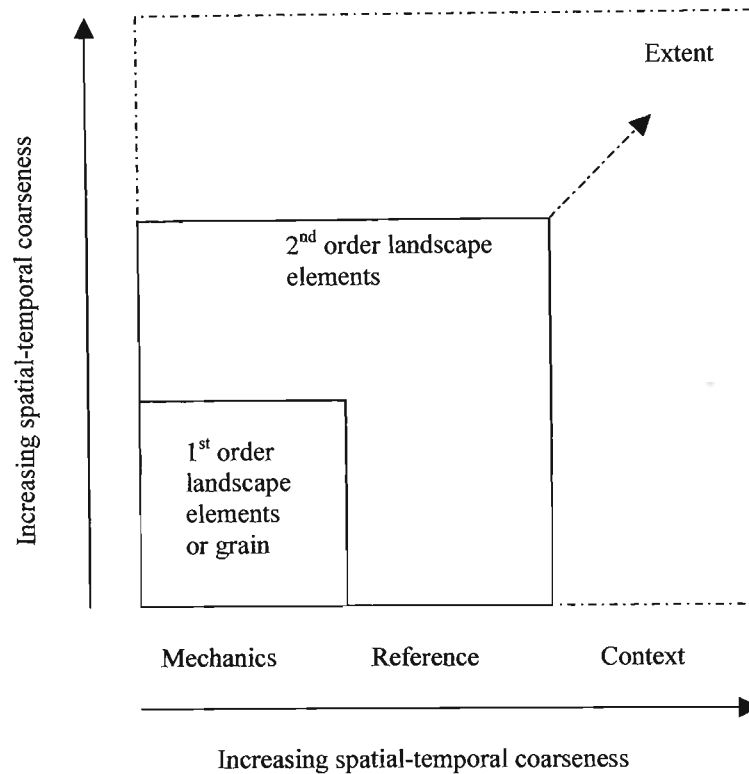 Extent
Increasing spatial-temporal coarseness
2nd order landscape
elements
1st order
landscape
elements
or grain
Mechanics Reference Context
Increasing spatial-temporal coarseness